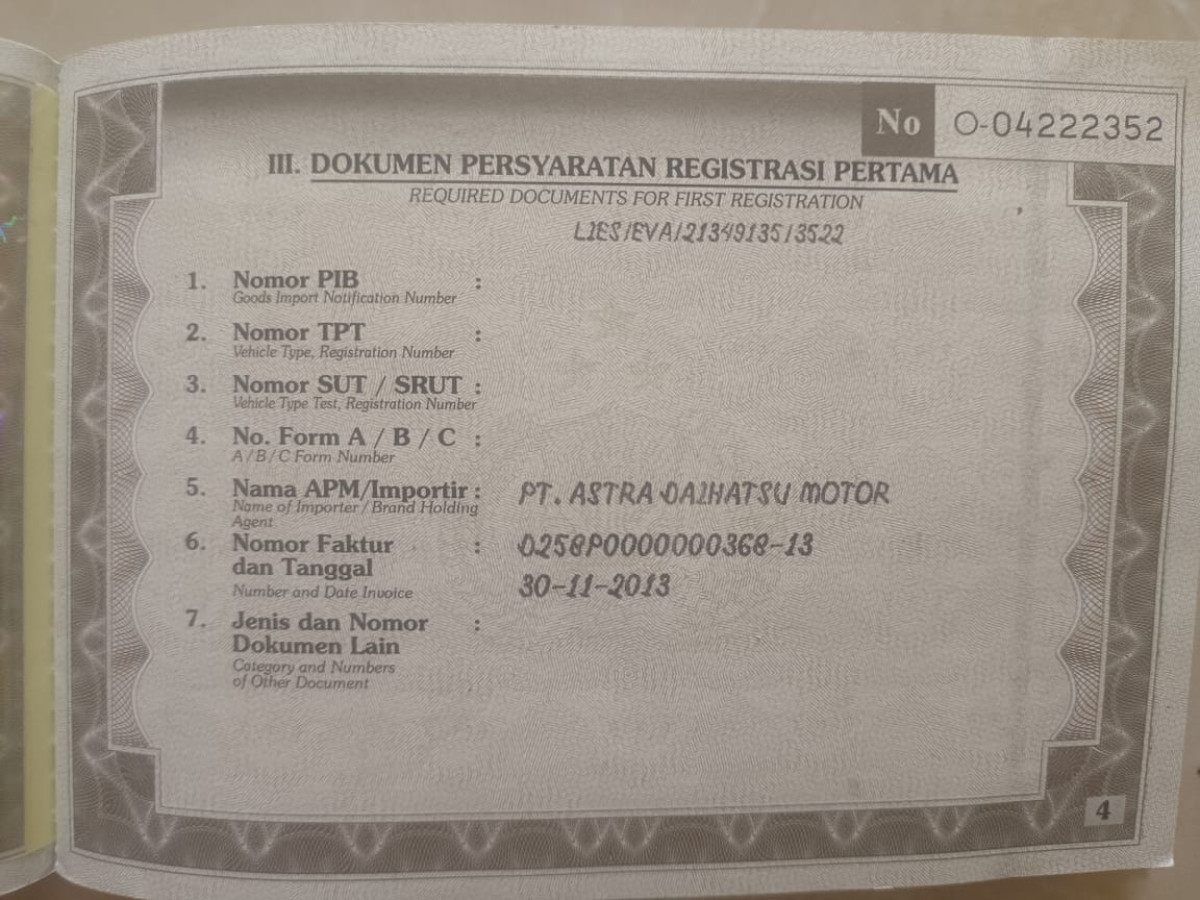 No O-04222352
III. DOKUMEN PERSYARATAN REGISTRASI PERTAMA
REQUIRED DOCUMENTS FOR FIRST REGISTRATION
LIES/EVA/21349135/3522
1. Nomor PIB :
Goods Import Notification Number
2. Nomor TPT :
Vehicle Type, Registration Number
3. Nomor SUT / SRUT :
Vehicle Type Test, Registration Number
4. No. Form A / B / C :
A / B / C Form Number
5. Nama APM/Importir : PT. ASTRA DAIHATSU MOTOR
Name of Importer / Brand Holding
Agent
6. Nomor Faktur : 0258P0000000368-13
dan Tanggal 30-11-2013
Number and Date Invoice
7. Jenis dan Nomor :
Dokumen Lain
Category and Numbers
of Other Document
4